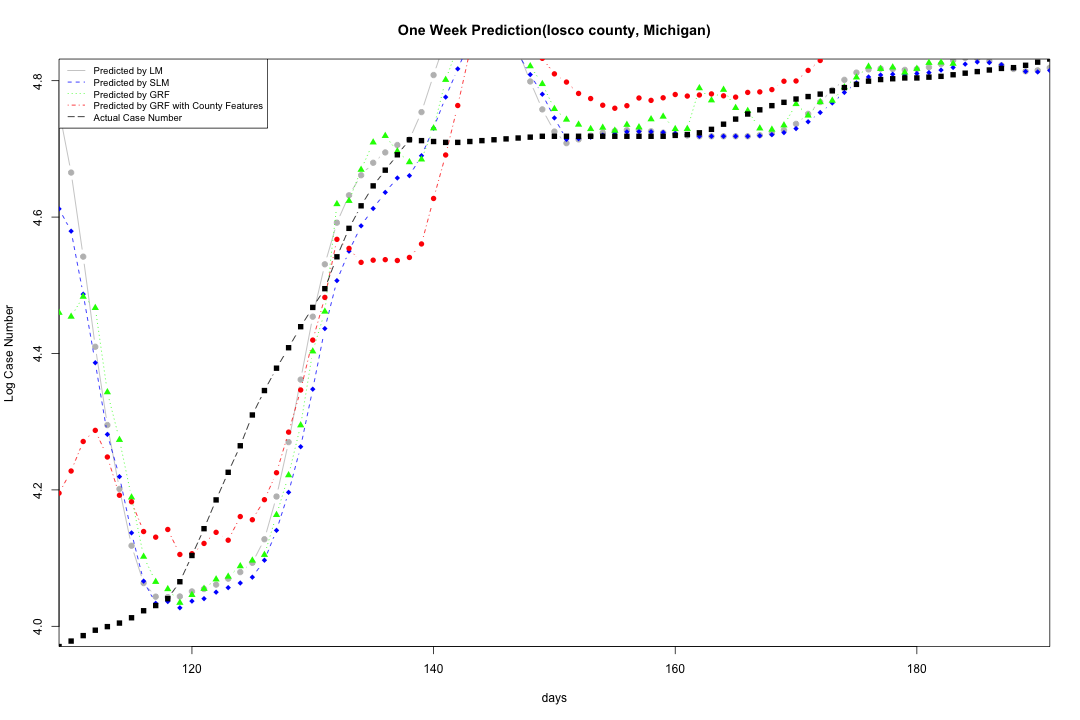 One Week Prediction(Iosco county, Michigan)
Predicted by LM
Predicted by SLM
Predicted by GRF
Predicted by GRF with County Features
Actual Case Number
4.8
4.6
4.4
4.2
4.0
Log Case Number
120 140 160 180
days